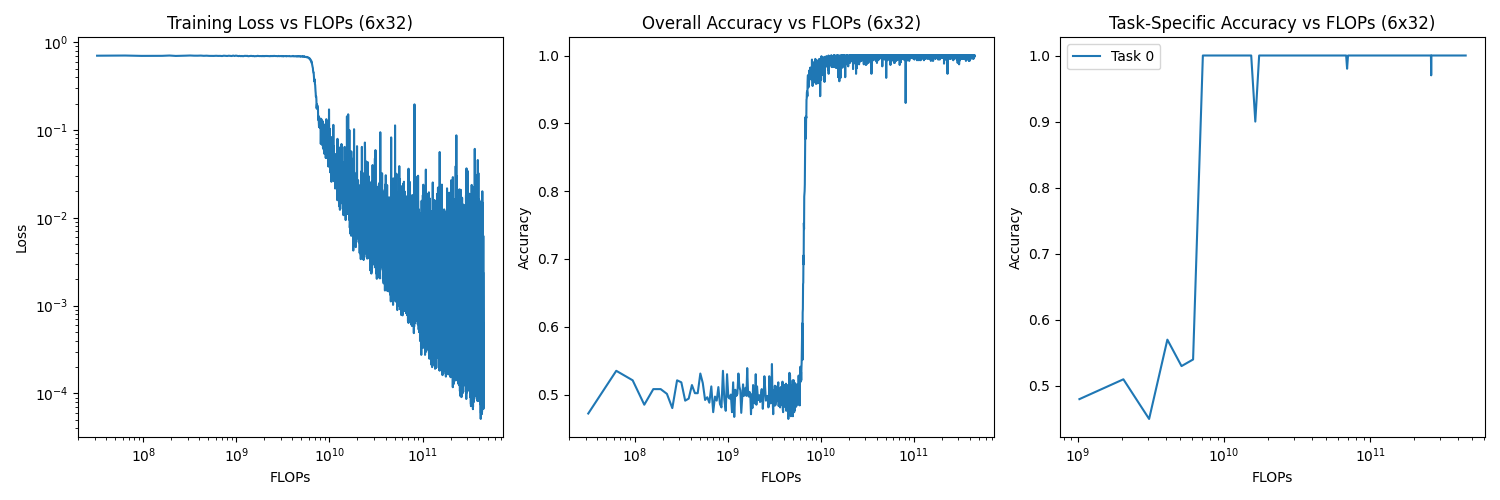 Training Loss vs FLOPs (6x32)
Loss
10⁰
10⁻¹
10⁻²
10⁻³
10⁻⁴
10⁸ 10⁹ 10¹⁰ 10¹¹
FLOPs
Overall Accuracy vs FLOPs (6x32)
Accuracy
1.0
0.9
0.8
0.7
0.6
0.5
10⁸ 10⁹ 10¹⁰ 10¹¹
FLOPs
Task-Specific Accuracy vs FLOPs (6x32)
Task 0
Accuracy
1.0
0.9
0.8
0.7
0.6
0.5
10⁹ 10¹⁰ 10¹¹
FLOPs